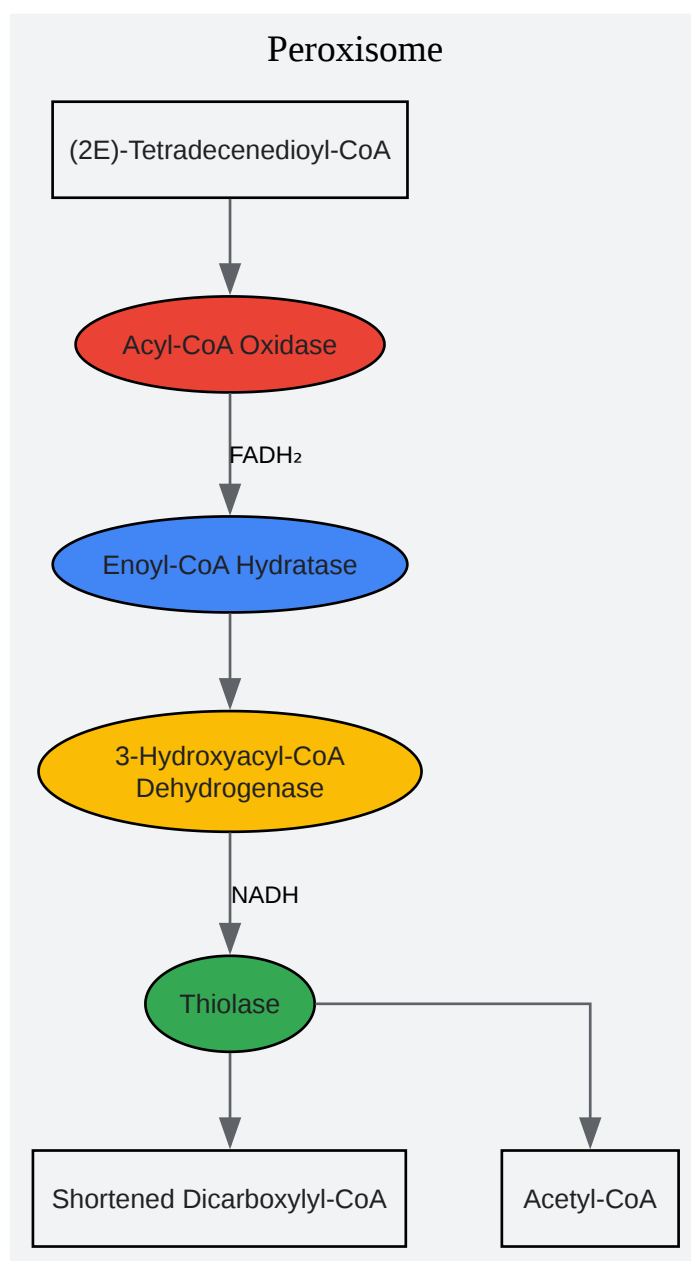 Peroxisome
(2E)-Tetradecenedioyl-CoA
Acyl-CoA Oxidase
FADH₂
Enoyl-CoA Hydratase
3-Hydroxyacyl-CoA
Dehydrogenase
NADH
Thiolase
Shortened Dicarboxylyl-CoA
Acetyl-CoA